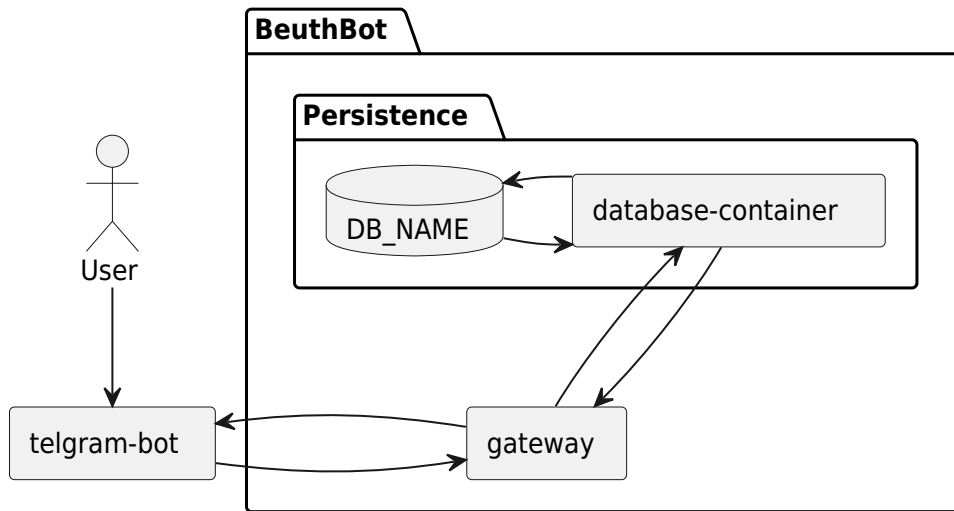 BeuthBot
Persistence
DB_NAME
database-container
User
telgram-bot
gateway